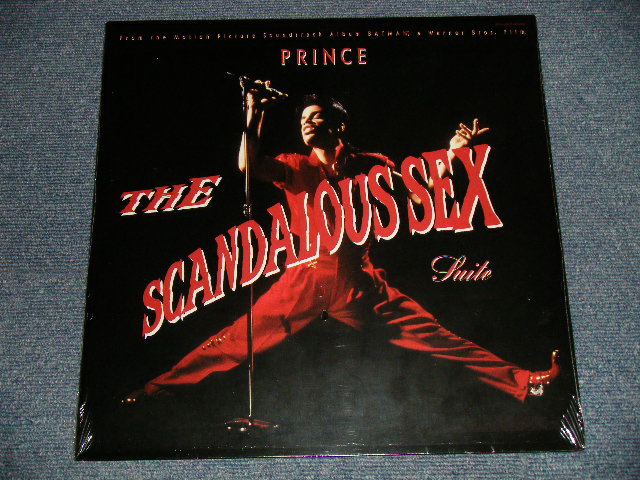 From the Motion Picture Soundtrack Album BATMAN, a Warner Bros. Film
PRINCE
THE
SCANDALOUS SEX
Suite